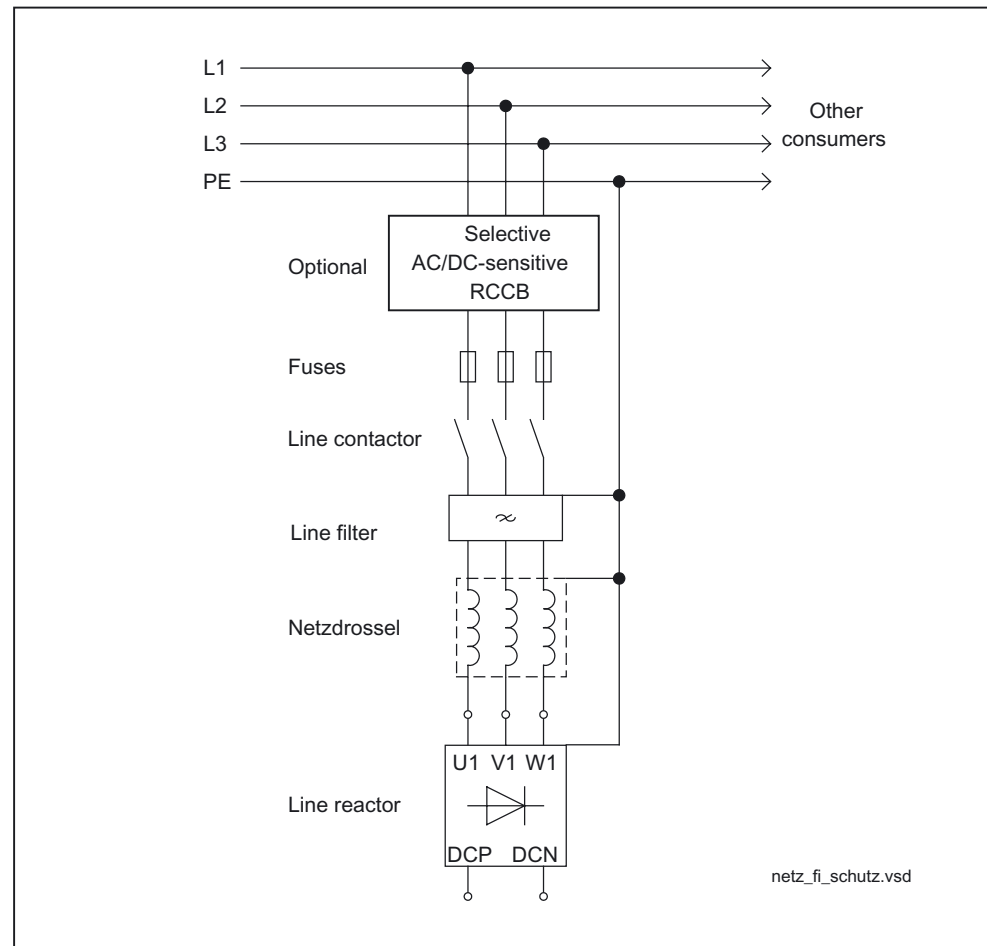 L1
L2
L3
PE
Other
consumers
Optional
Selective
AC/DC-sensitive
RCCB
Fuses
Line contactor
Line filter
Netzdrossel
U1 V1 W1
Line reactor
DCP DCN
netz_fi_schutz.vsd